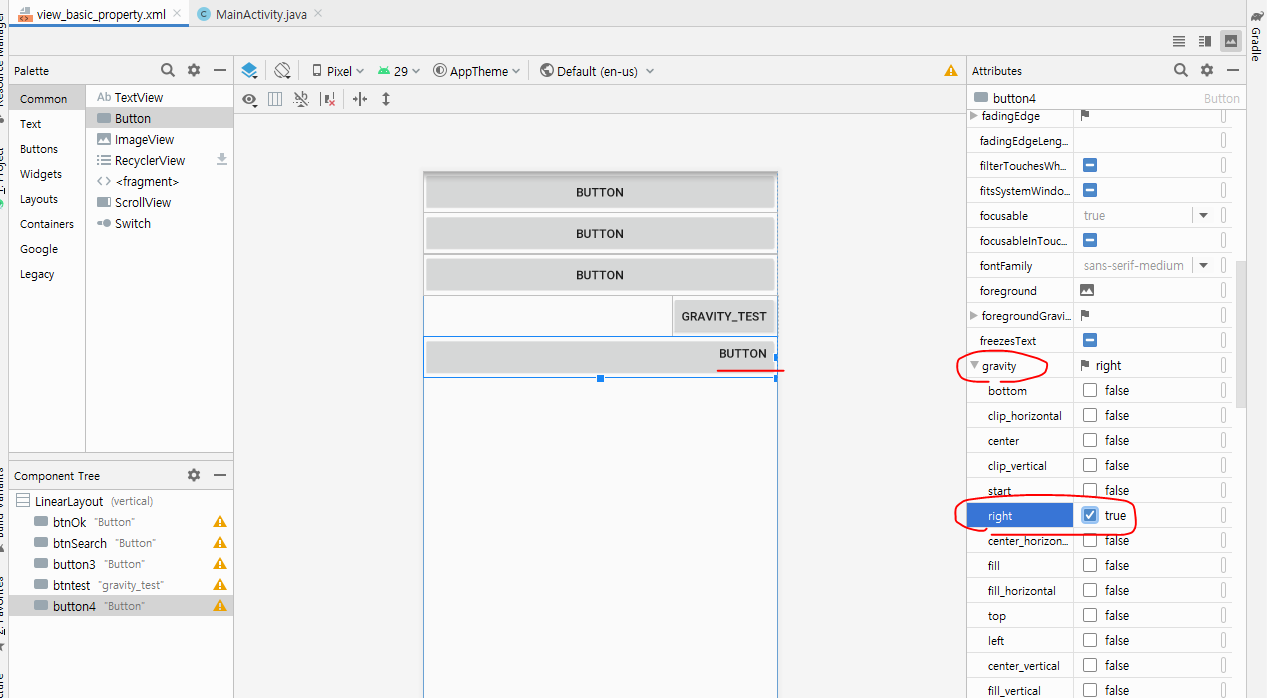 view_basic_property.xml
MainActivity.java
Gradle
Palette
Common
Text
Buttons
Widgets
Layouts
Containers
Google
Legacy
Ab TextView
Button
ImageView
RecyclerView
<fragment>
ScrollView
Switch
Pixel
29
AppTheme
Default (en-us)
BUTTON
BUTTON
BUTTON
GRAVITY_TEST
BUTTON
Component Tree
LinearLayout (vertical)
btnOk "Button"
btnSearch "Button"
button3 "Button"
btntest "gravity_test"
button4 "Button"
Attributes
button4 Button
fadingEdge
fadingEdgeLeng...
filterTouchesWh...
fitsSystemWindo...
focusable true
focusableInTouc...
fontFamily sans-serif-medium
foreground
foregroundGravi...
freezesText
gravity right
bottom false
clip_horizontal false
center false
clip_vertical false
start false
right true
center_horizon... false
fill false
fill_horizontal false
top false
left false
center_vertical false
fill_vertical false